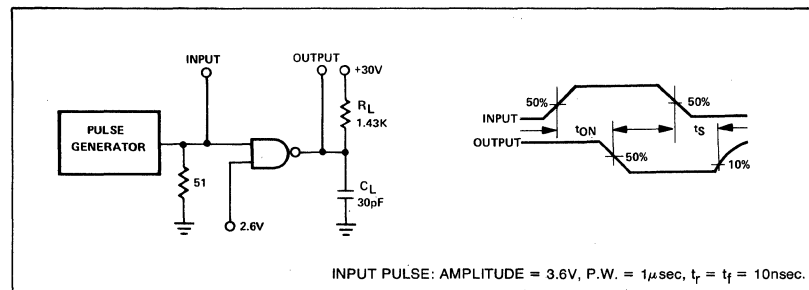 INPUT
OUTPUT
+30V
R_L
1.43K
PULSE
GENERATOR
51
C_L
30pF
2.6V
50%
50%
INPUT
t_ON
t_S
OUTPUT
50%
10%
INPUT PULSE: AMPLITUDE = 3.6V, P.W. = 1μsec, t_r = t_f = 10nsec.